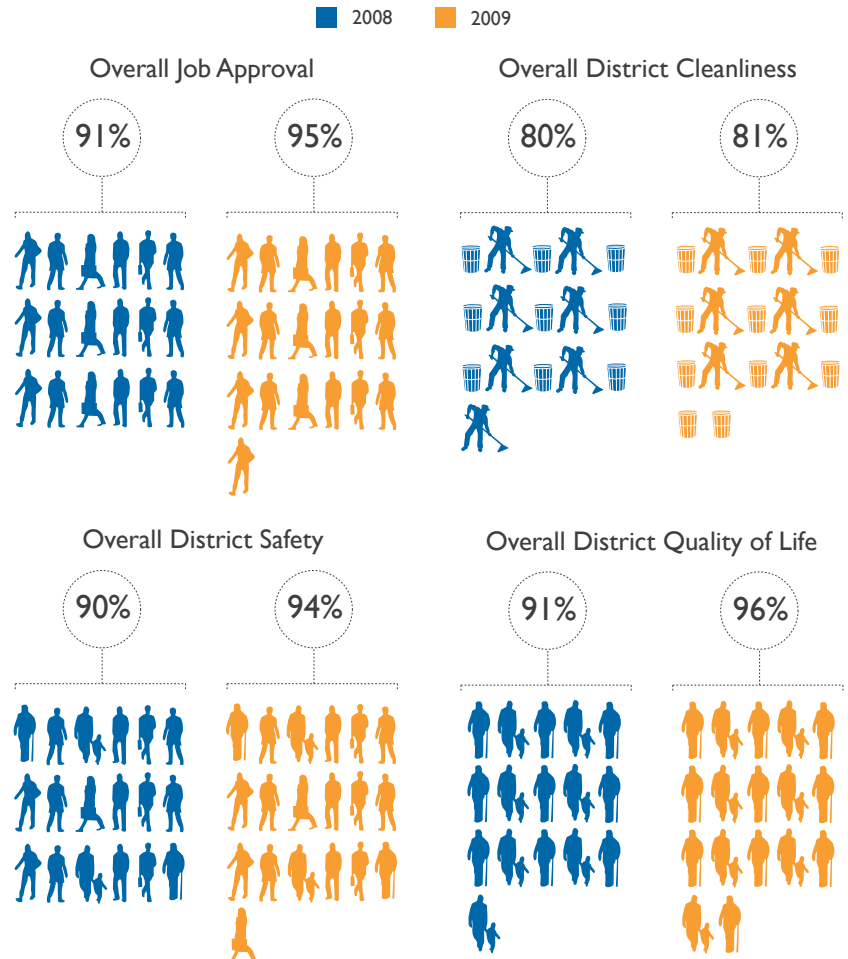 2008 2009
Overall Job Approval
91% 95%
Overall District Cleanliness
80% 81%
Overall District Safety
90% 94%
Overall District Quality of Life
91% 96%